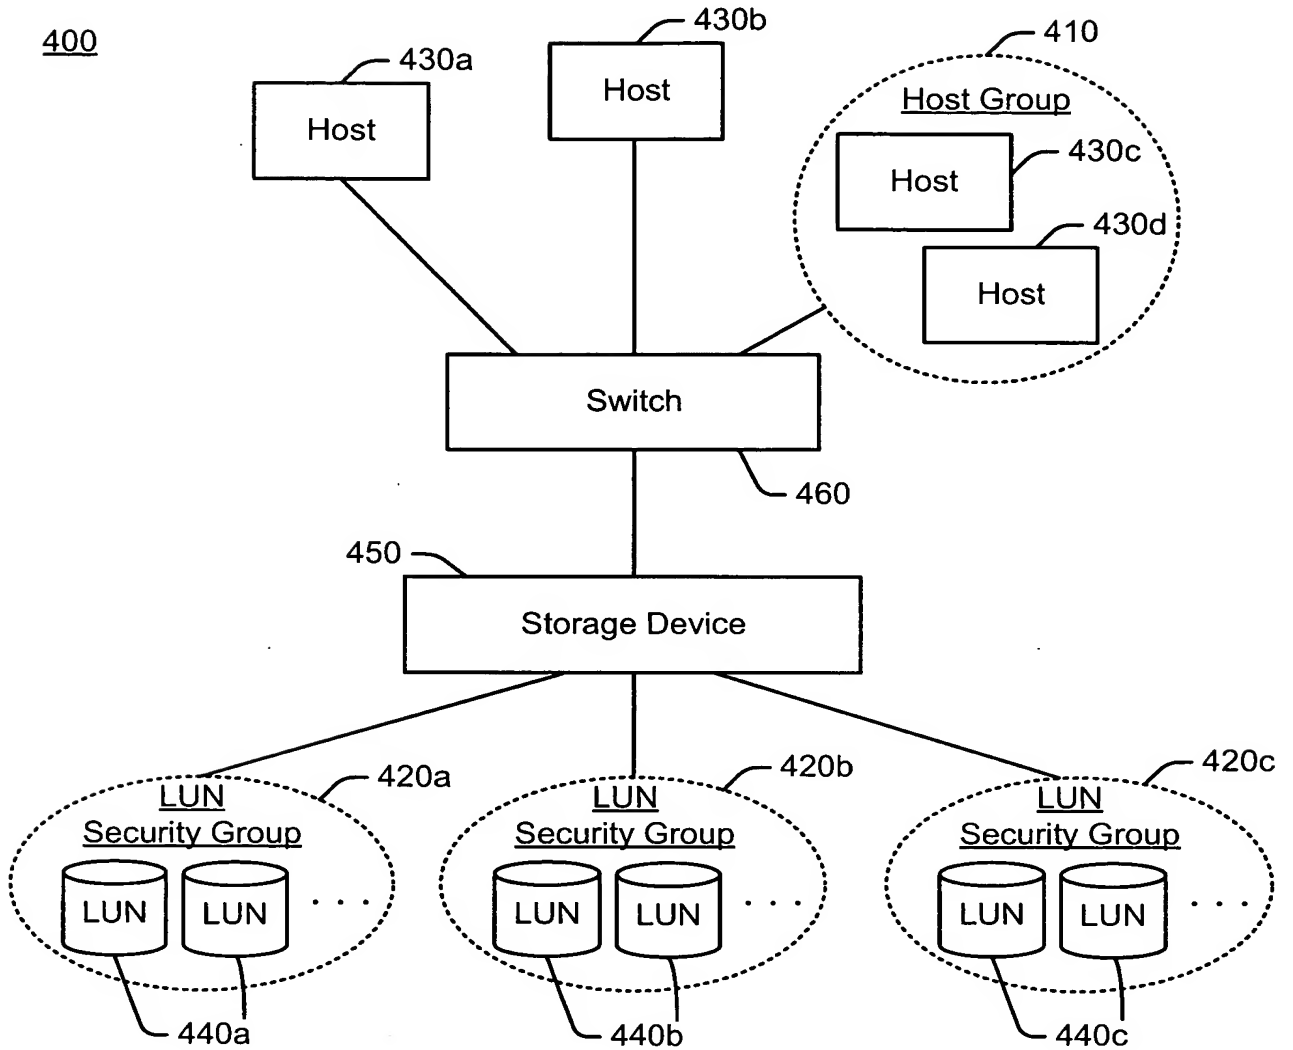 400
430a
430b
410
Host
Host
Host Group
Host
430c
430d
Host
Switch
460
450
Storage Device
420a
420b
420c
LUN
Security Group
LUN
LUN
. . .
LUN
Security Group
LUN
LUN
. . .
LUN
Security Group
LUN
LUN
. . .
440a
440b
440c